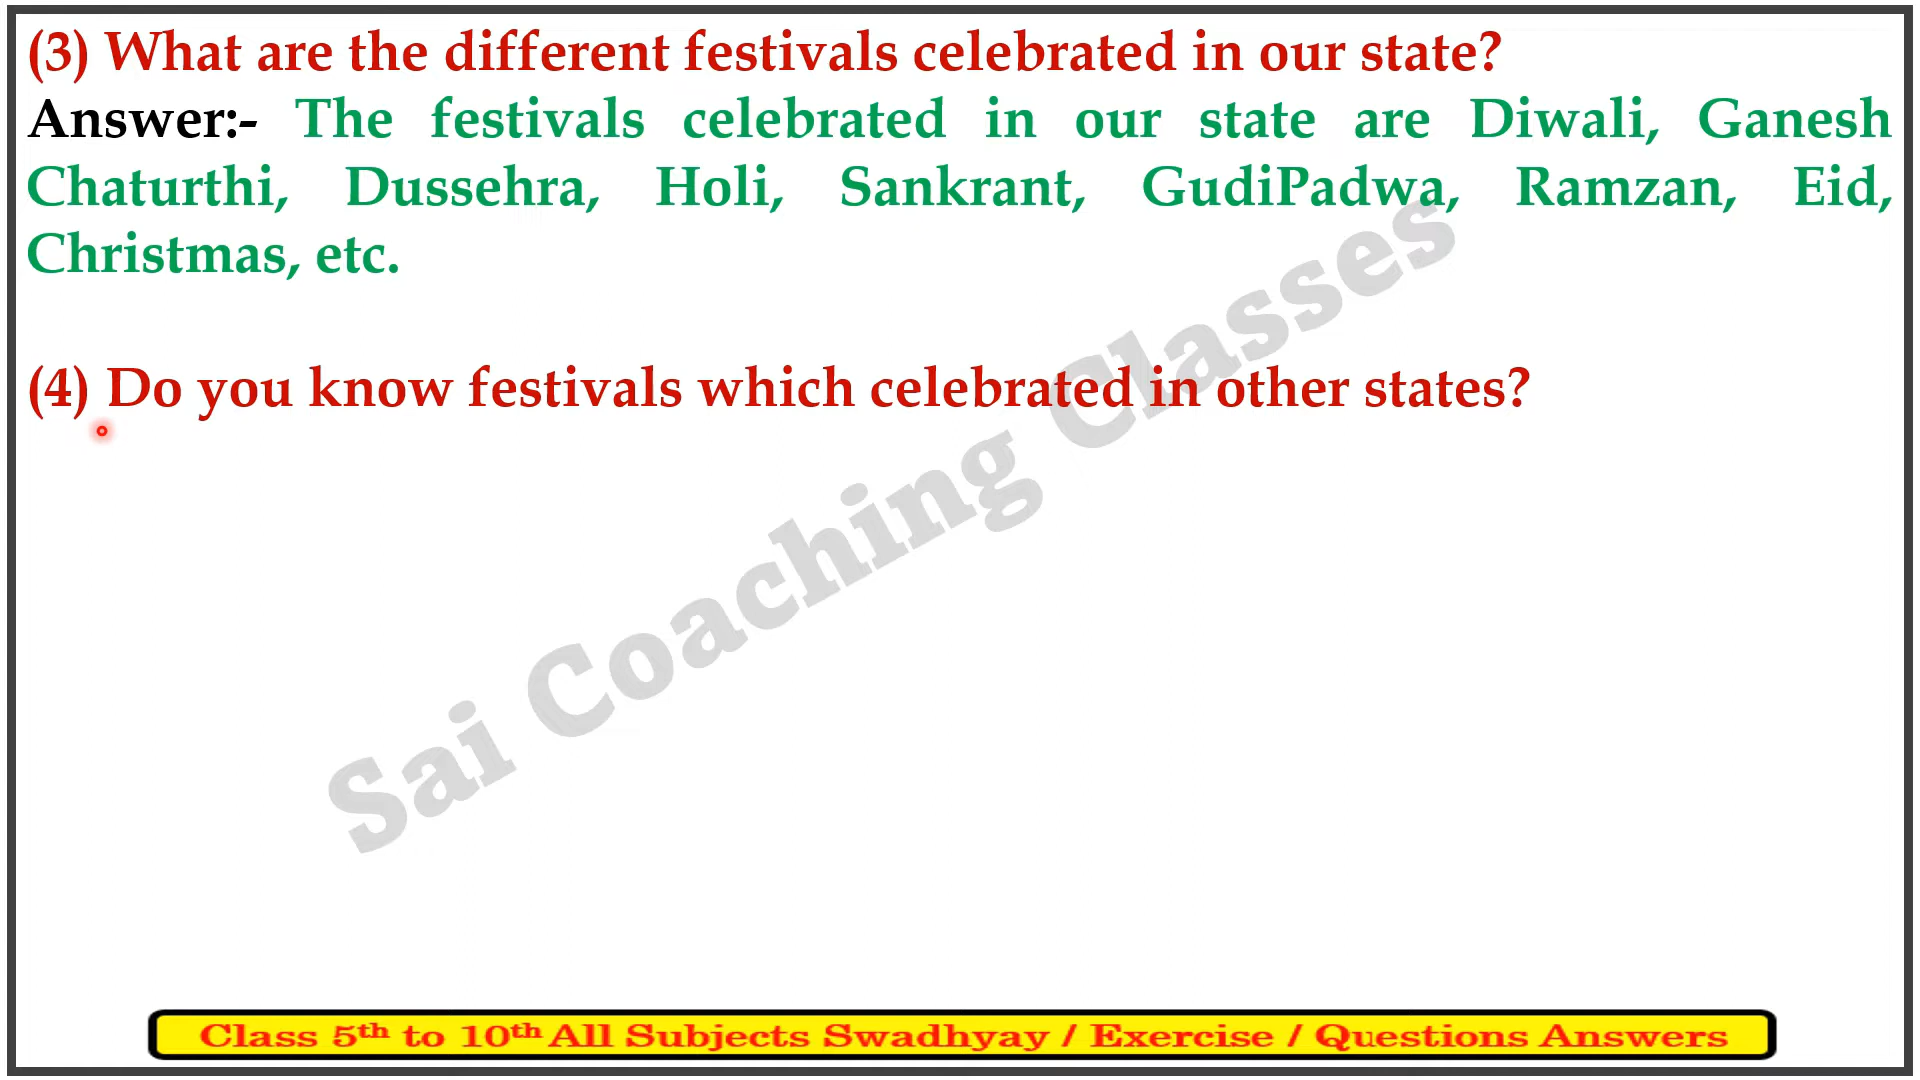 (3) What are the different festivals celebrated in our state?
Answer:- The festivals celebrated in our state are Diwali, Ganesh
Chaturthi, Dussehra, Holi, Sankrant, GudiPadwa, Ramzan, Eid,
Christmas, etc.
(4) Do you know festivals which celebrated in other states?
Sai Coaching Classes
Class 5th to 10th All Subjects Swadhyay / Exercise / Questions Answers